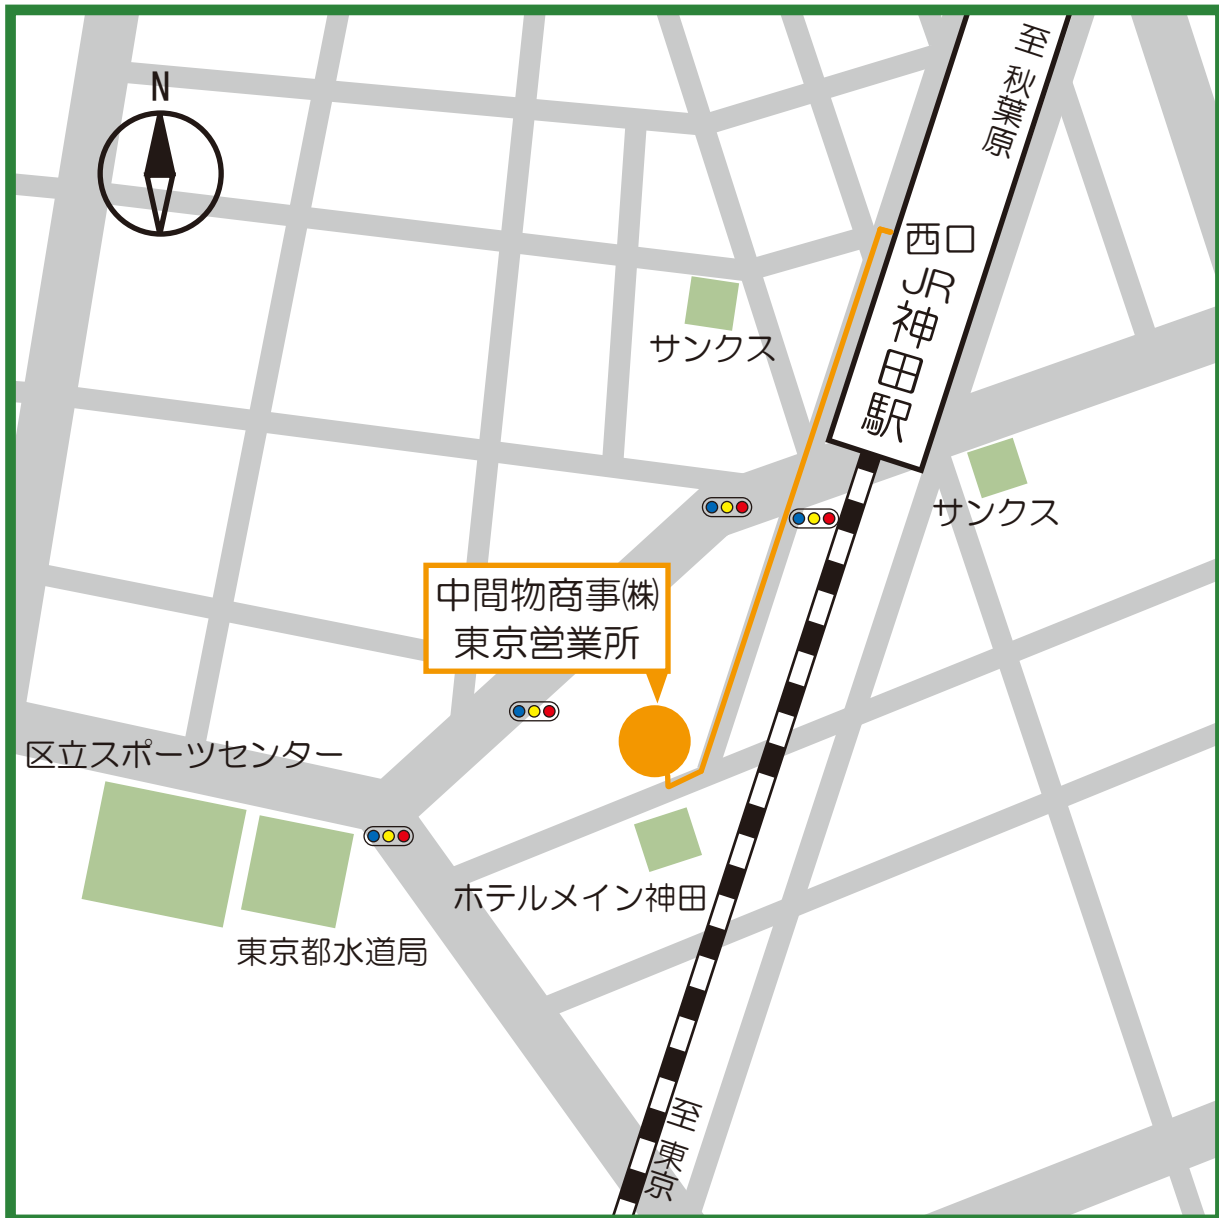 N
至 秋葉原
西口
JR神田駅
サンクス
サンクス
中間物商事㈱
東京営業所
区立スポーツセンター
ホテルメイン神田
東京都水道局
至 東京